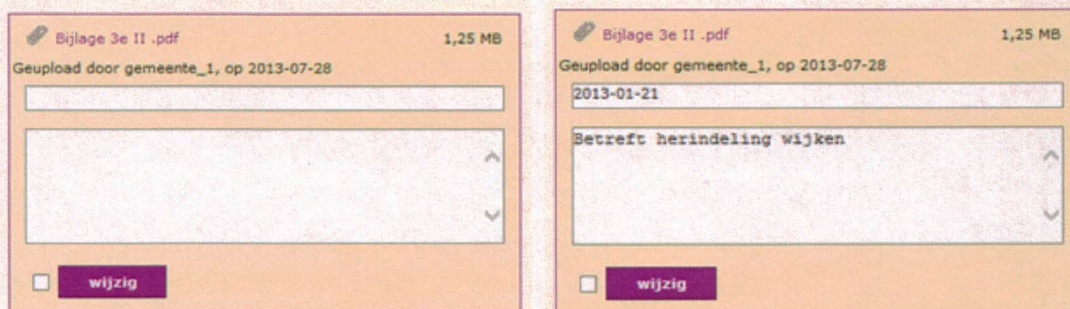 Bijlage 3e II .pdf 1,25 MB
Geupload door gemeente_1, op 2013-07-28
wijzig
Bijlage 3e II .pdf 1,25 MB
Geupload door gemeente_1, op 2013-07-28
2013-01-21
Betreft herindeling wijken
wijzig